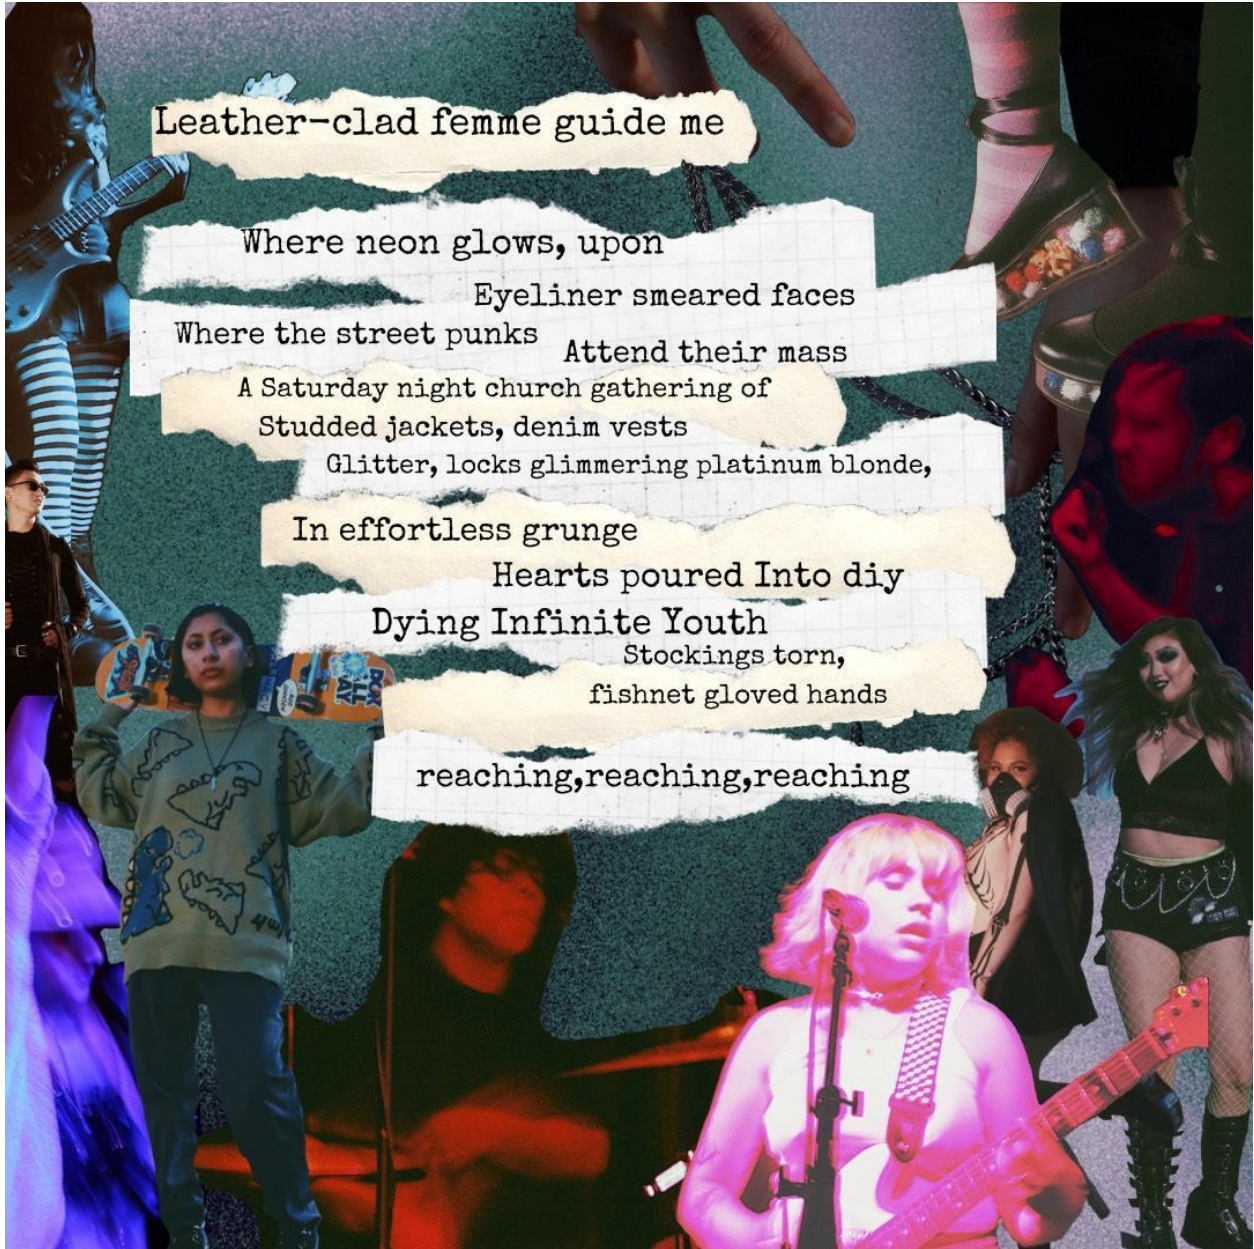 Leather-clad femme guide me
Where neon glows, upon
Eyeliner smeared faces
Where the street punks
Attend their mass
A Saturday night church gathering of
Studded jackets, denim vests
Glitter, locks glimmering platinum blonde,
In effortless grunge
Hearts poured Into diy
Dying Infinite Youth
Stockings torn,
fishnet gloved hands
reaching,reaching,reaching